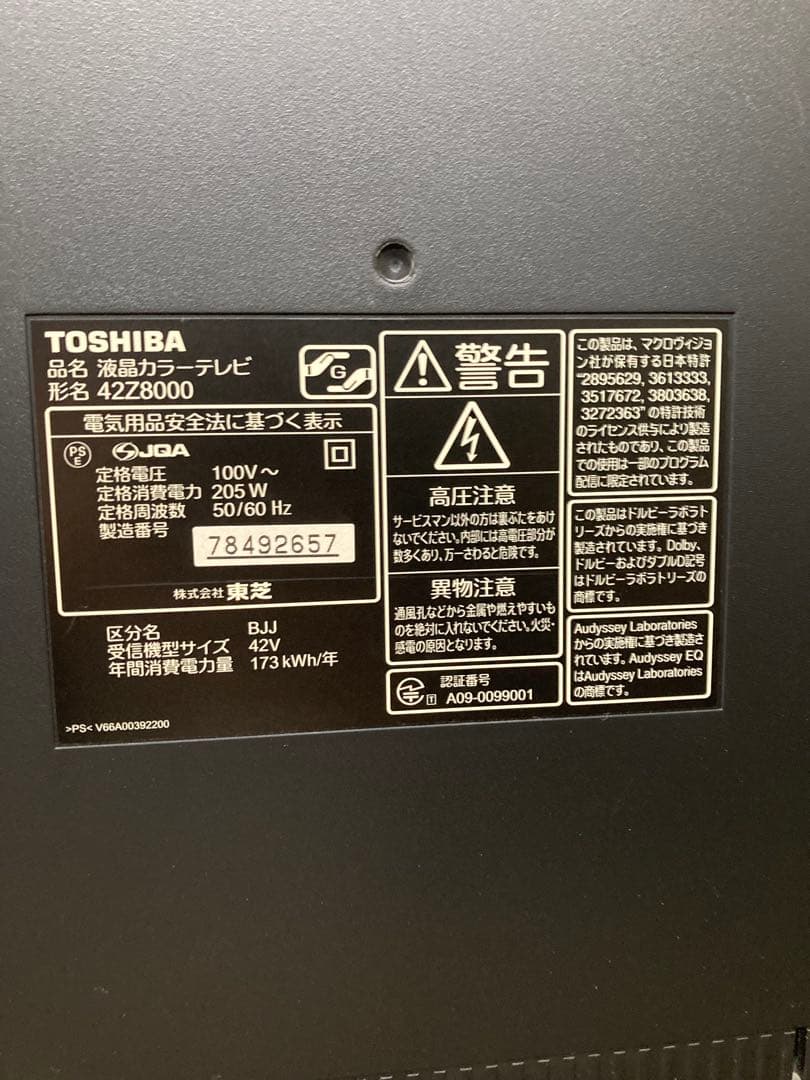 TOSHIBA
品名 液晶カラーテレビ
形名 42Z8000
G
電気用品安全法に基づく表示
PS
E
JQA
定格電圧 100V～
定格消費電力 205W
定格周波数 50/60 Hz
製造番号
78492657
株式会社 東芝
区分名 BJJ
受信機型サイズ 42V
年間消費電力量 173 kWh/年
>PS< V66A00392200
警告
高圧注意
サービスマン以外の方は裏ぶたをあけ
ないでください。内部には高電圧部分が
数多くあり、万一さわると危険です。
異物注意
通風孔などから金属や燃えやすいも
のを絶対に入れないでください。火災・
感電の原因となります。
認証番号
T A09-0099001
この製品は、マクロヴィジョ
ン社が保有する日本特許
"2895629, 3613333,
3517672, 3803638,
3272363" の特許技術
のライセンス供与により製造
されたものであり、この製品
での使用は一部のプログラム
配信に限定されています。
この製品はドルビーラボラト
リーズからの実施権に基づき
製造されています。Dolby、
ドルビーおよびダブルD記号
はドルビーラボラトリーズの
商標です。
Audyssey Laboratories
からの実施権に基づき製造さ
れています。Audyssey EQ
はAudyssey Laboratories
の商標です。